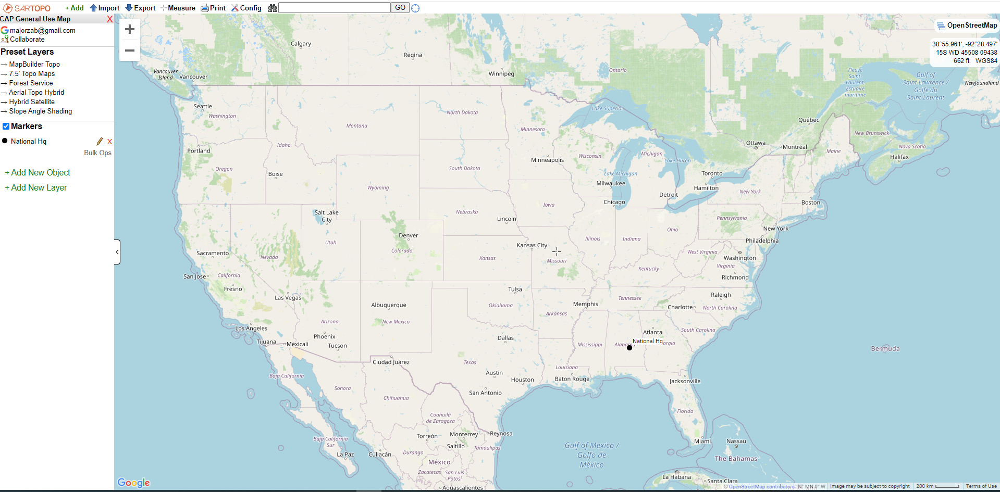 SARTOPO
+ Add
Import
Export
Measure
Print
Config
GO
CAP General Use Map
X
majorzab@gmail.com
Collaborate
Preset Layers
→ MapBuilder Topo
→ 7.5' Topo Maps
→ Forest Service
→ Aerial Topo Hybrid
→ Hybrid Satellite
→ Slope Angle Shading
Markers
National Hq
X
Bulk Ops
+ Add New Object
+ Add New Layer
+
−
<
OpenStreetMap
38°55.961', -92°28.497'
15S WD 45508 09438
662 ft WGS84
Calgary
Regina
Winnipeg
Ontario
Vancouver
Island
Vancouver
Fleuve
Saint-
Laurent,
Estuaire
maritime
Gulf of
Saint Lawrence /
Golfe du
Saint-Laurent
Newfoundland
Seattle
Washington
Montana
North Dakota
Minnesota
Lake Superior
Québec
New Brunswick
Nova Scotia
Halifax
Maine
Ottawa
Montréal
Portland
Idaho
Oregon
Boise
Wyoming
South Dakota
Minneapolis
Wisconsin
Michigan
Lake Huron
Lake Michigan
Toronto
Hamilton
Milwaukee
Chicago
Detroit
New York
Boston
Salt Lake
City
Nebraska
Lincoln
Iowa
Pennsylvania
New York
Philadelphia
Ohio
Denver
Colorado
Utah
Nevada
Sacramento
San Jose
California
Fresno
Las Vegas
Kansas City
Kansas
Missouri
Illinois
Indiana
West Virginia
Washington
Virginia
Richmond
Kentucky
Tulsa
Albuquerque
Oklahoma
Memphis
Tennessee
Raleigh
Charlotte
North Carolina
Arkansas
Arizona
New Mexico
Los Angeles
Phoenix
Tijuana
Mexicali
Tucson
Dallas
Atlanta
South Carolina
National Hq
Mississippi
Alabama
Georgia
Bermuda
Ciudad Juárez
Texas
Louisiana
Baja California
Austin
Houston
Baton Rouge
Jacksonville
Sonora
San Antonio
Chihuahua
Florida
Coahuila
de Zaragoza
Torreón
Monterrey
Reynosa
Saltillo
Tamaulipas
Baja California
Sur
La Paz
Culiacán
Durango
México
Zacatecas
San Luis
Potosí
Aguascalientes
Gulf of Mexico /
Golfo de
México
Miami
Nassau
The Bahamas
La Habana
Santa Clara
Google
© OpenStreetMap contributors, N° MN 0° W
Image may be subject to copyright
200 km
Terms of Use